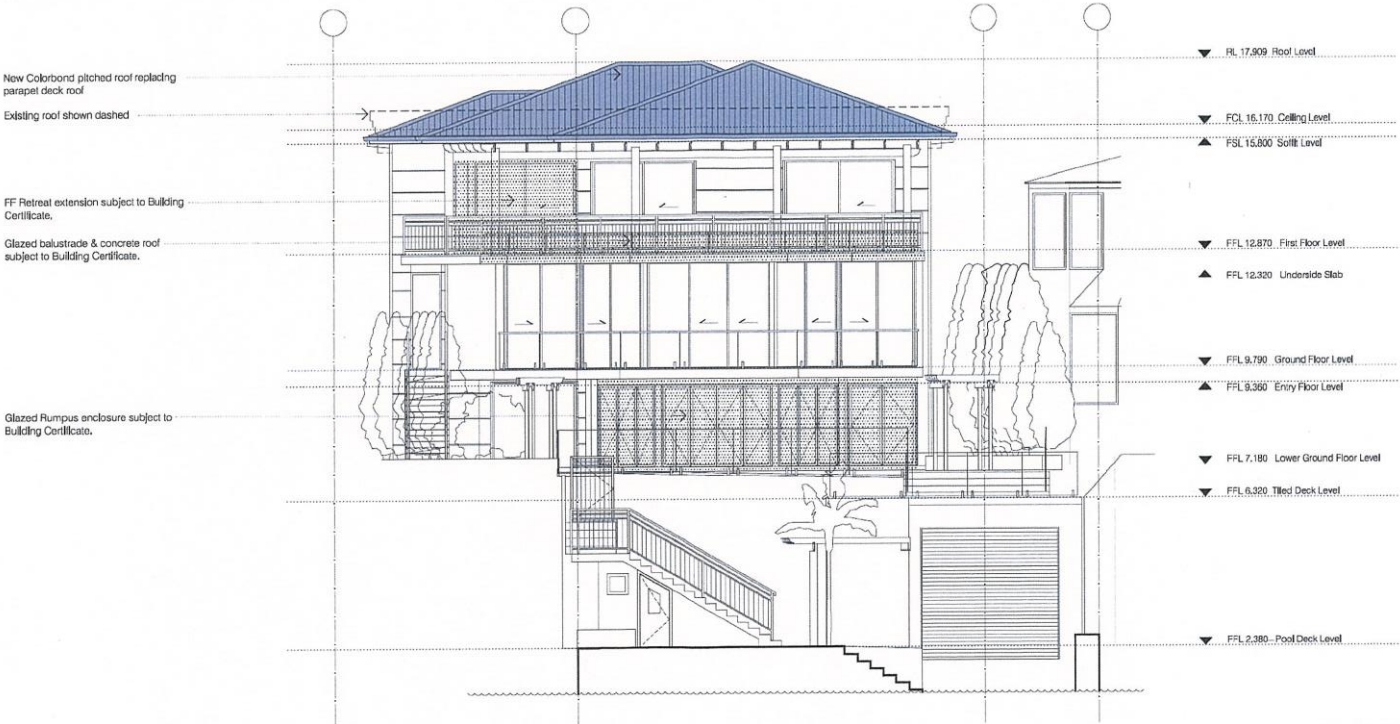 New Colorbond pitched roof replacing
parapet deck roof
Existing roof shown dashed
FF Retreat extension subject to Building
Certificate.
Glazed balustrade & concrete roof
subject to Building Certificate.
Glazed Rumpus enclosure subject to
Building Certificate.
RL 17.909 Roof Level
FCL 16.170 Ceiling Level
FSL 15.800 Soffit Level
FFL 12.870 First Floor Level
FFL 12.320 Underside Slab
FFL 9.790 Ground Floor Level
FFL 9.360 Entry Floor Level
FFL 7.180 Lower Ground Floor Level
FFL 6.320 Tiled Deck Level
FFL 2.380 Pool Deck Level